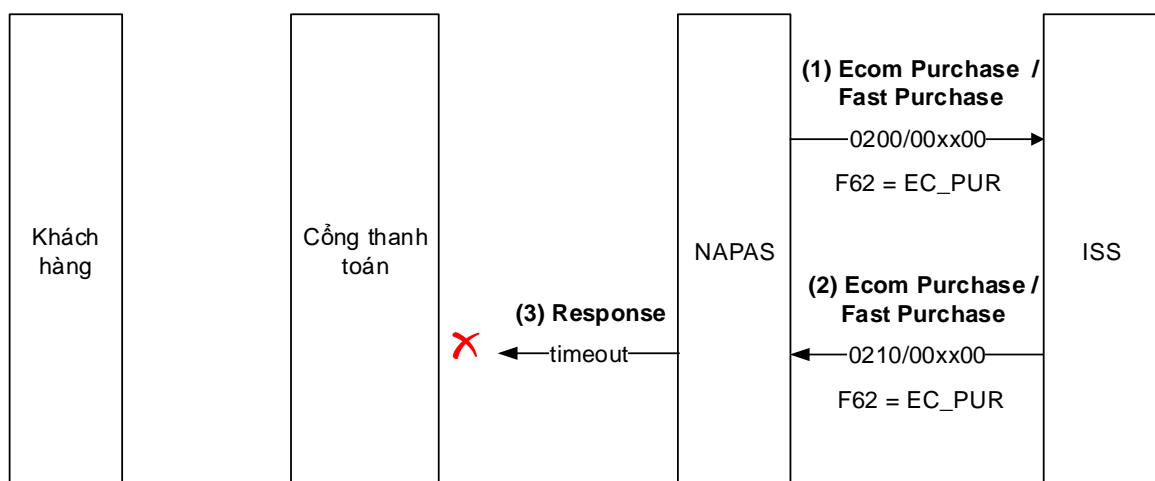 (1) Ecom Purchase /
Fast Purchase
0200/00xx00
F62 = EC_PUR
Khách
hàng
Cổng thanh
toán
NAPAS
ISS
(2) Ecom Purchase /
Fast Purchase
(3) Response
timeout
0210/00xx00
F62 = EC_PUR